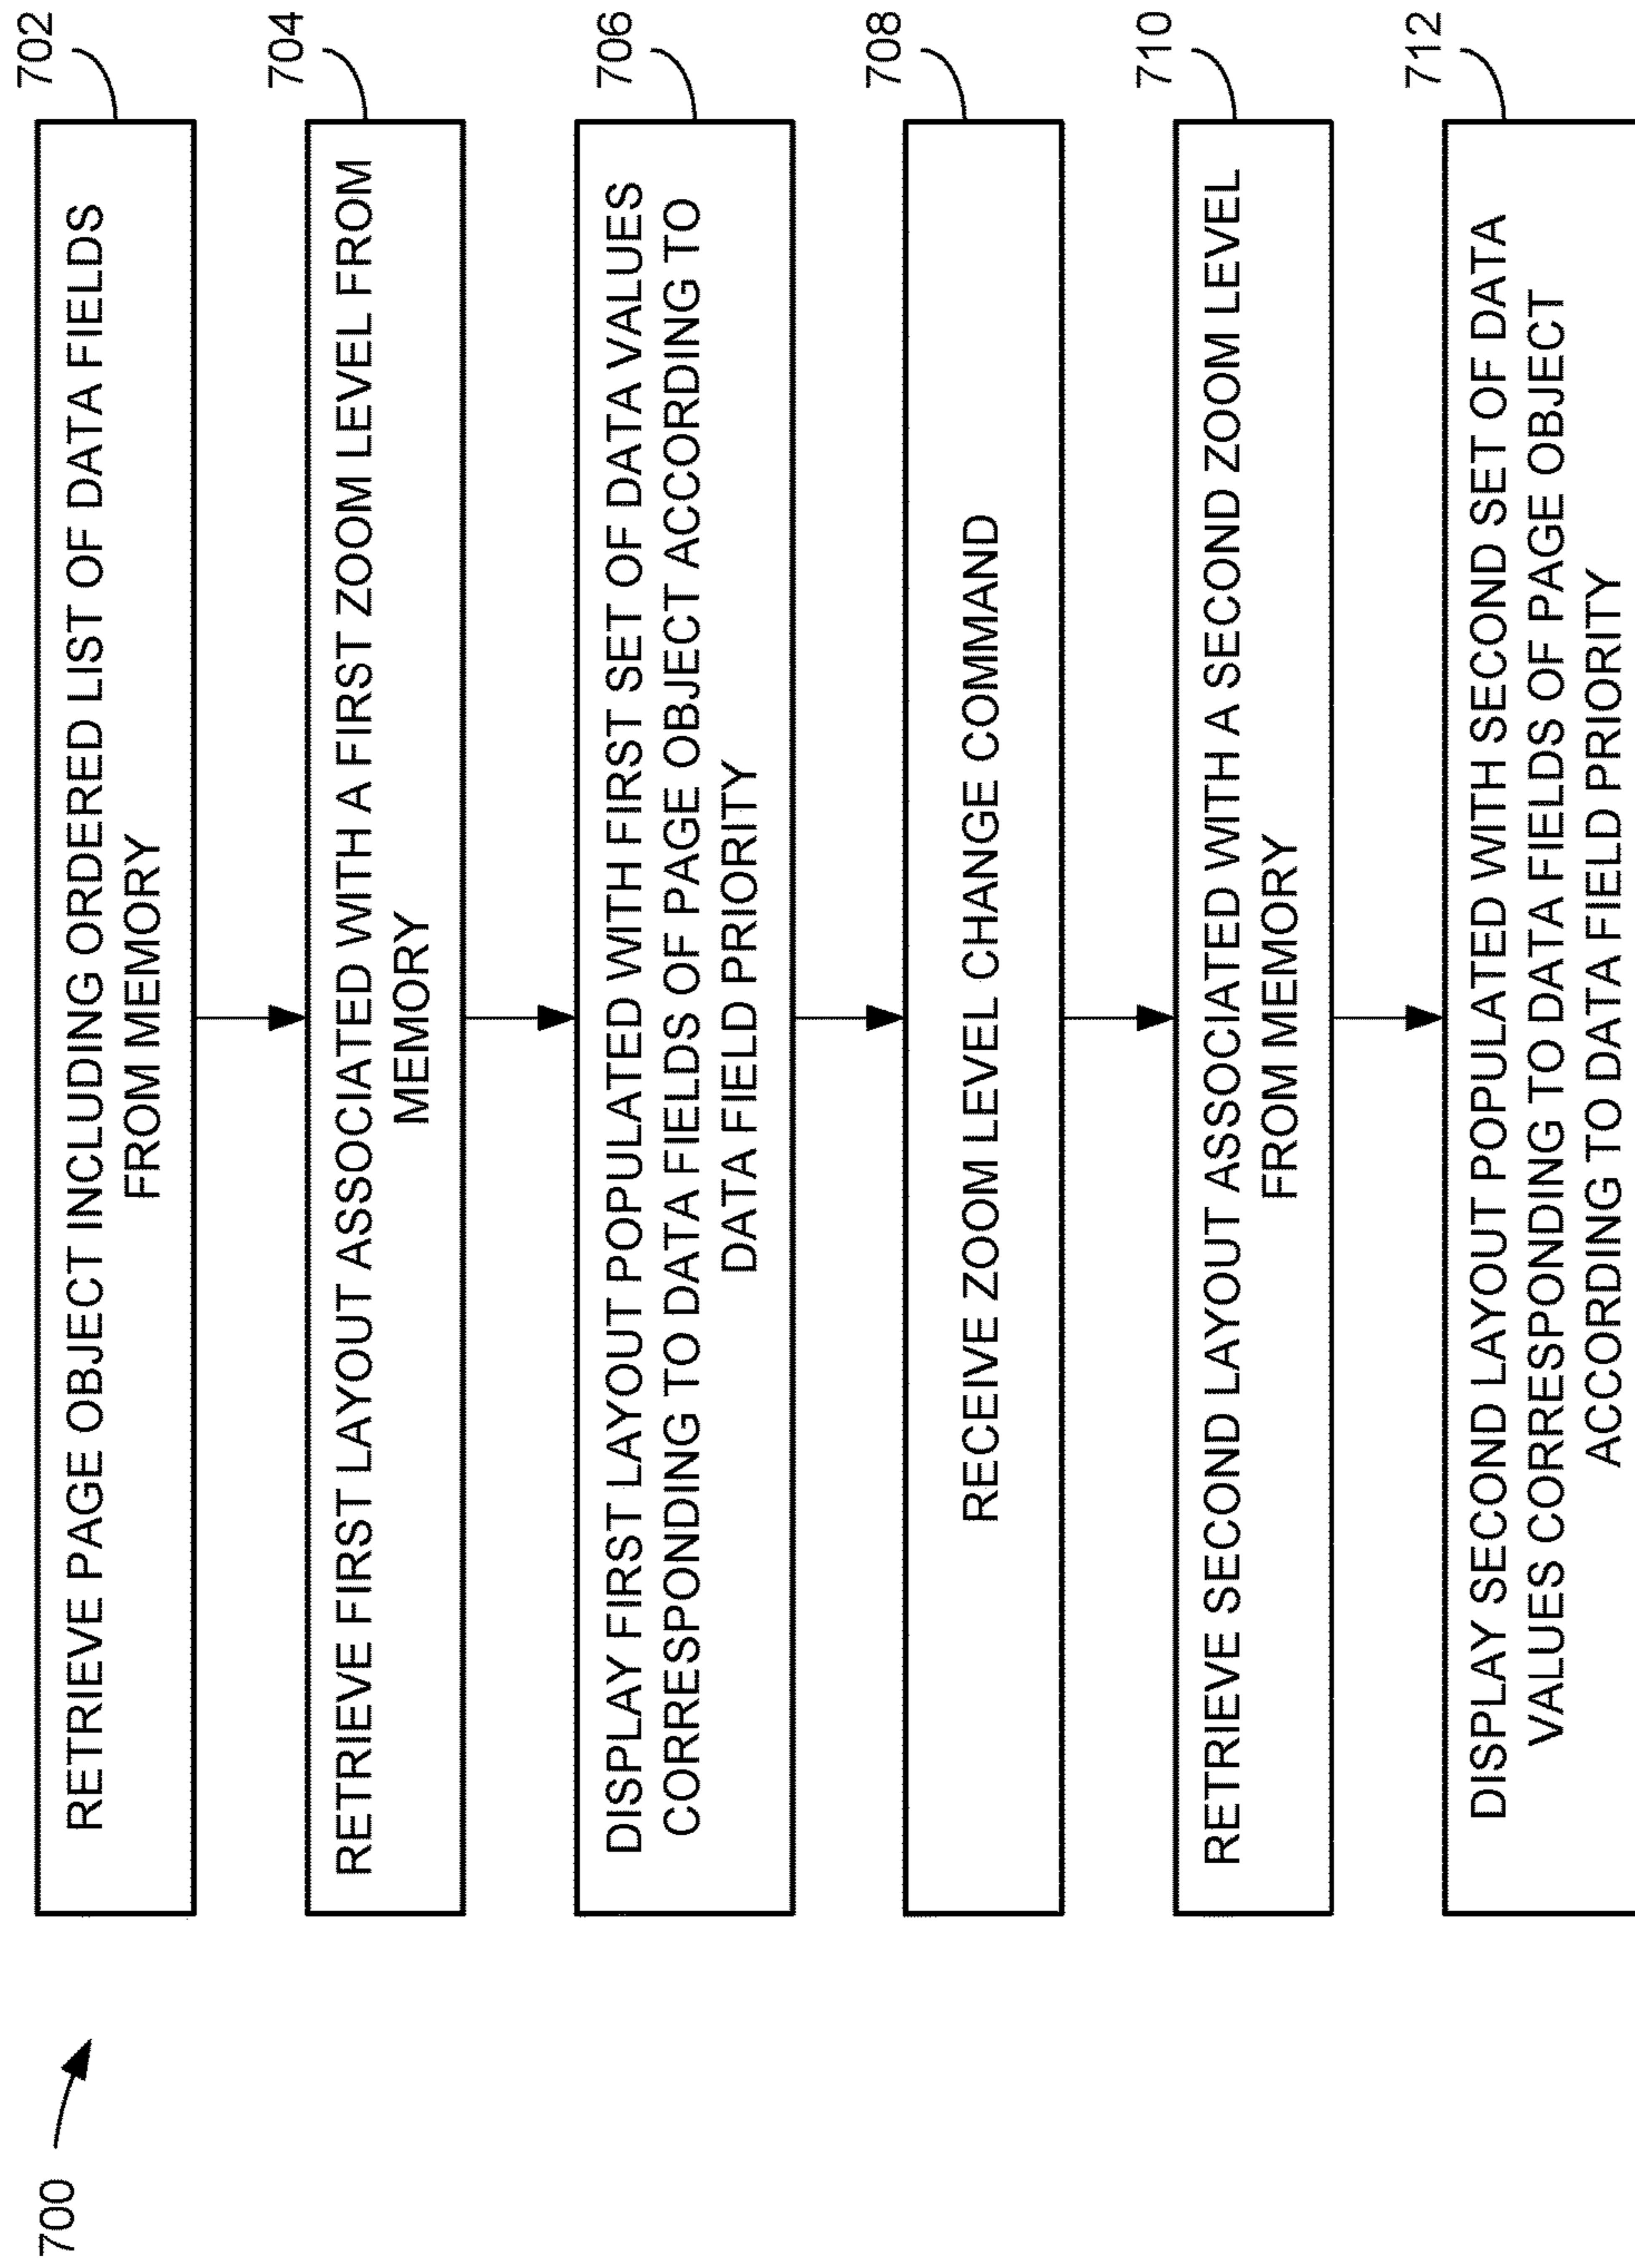 700
702
RETRIEVE PAGE OBJECT INCLUDING ORDERED LIST OF DATA FIELDS
FROM MEMORY
704
RETRIEVE FIRST LAYOUT ASSOCIATED WITH A FIRST ZOOM LEVEL FROM
MEMORY
706
DISPLAY FIRST LAYOUT POPULATED WITH FIRST SET OF DATA VALUES
CORRESPONDING TO DATA FIELDS OF PAGE OBJECT ACCORDING TO
DATA FIELD PRIORITY
708
RECEIVE ZOOM LEVEL CHANGE COMMAND
710
RETRIEVE SECOND LAYOUT ASSOCIATED WITH A SECOND ZOOM LEVEL
FROM MEMORY
712
DISPLAY SECOND LAYOUT POPULATED WITH SECOND SET OF DATA
VALUES CORRESPONDING TO DATA FIELDS OF PAGE OBJECT
ACCORDING TO DATA FIELD PRIORITY